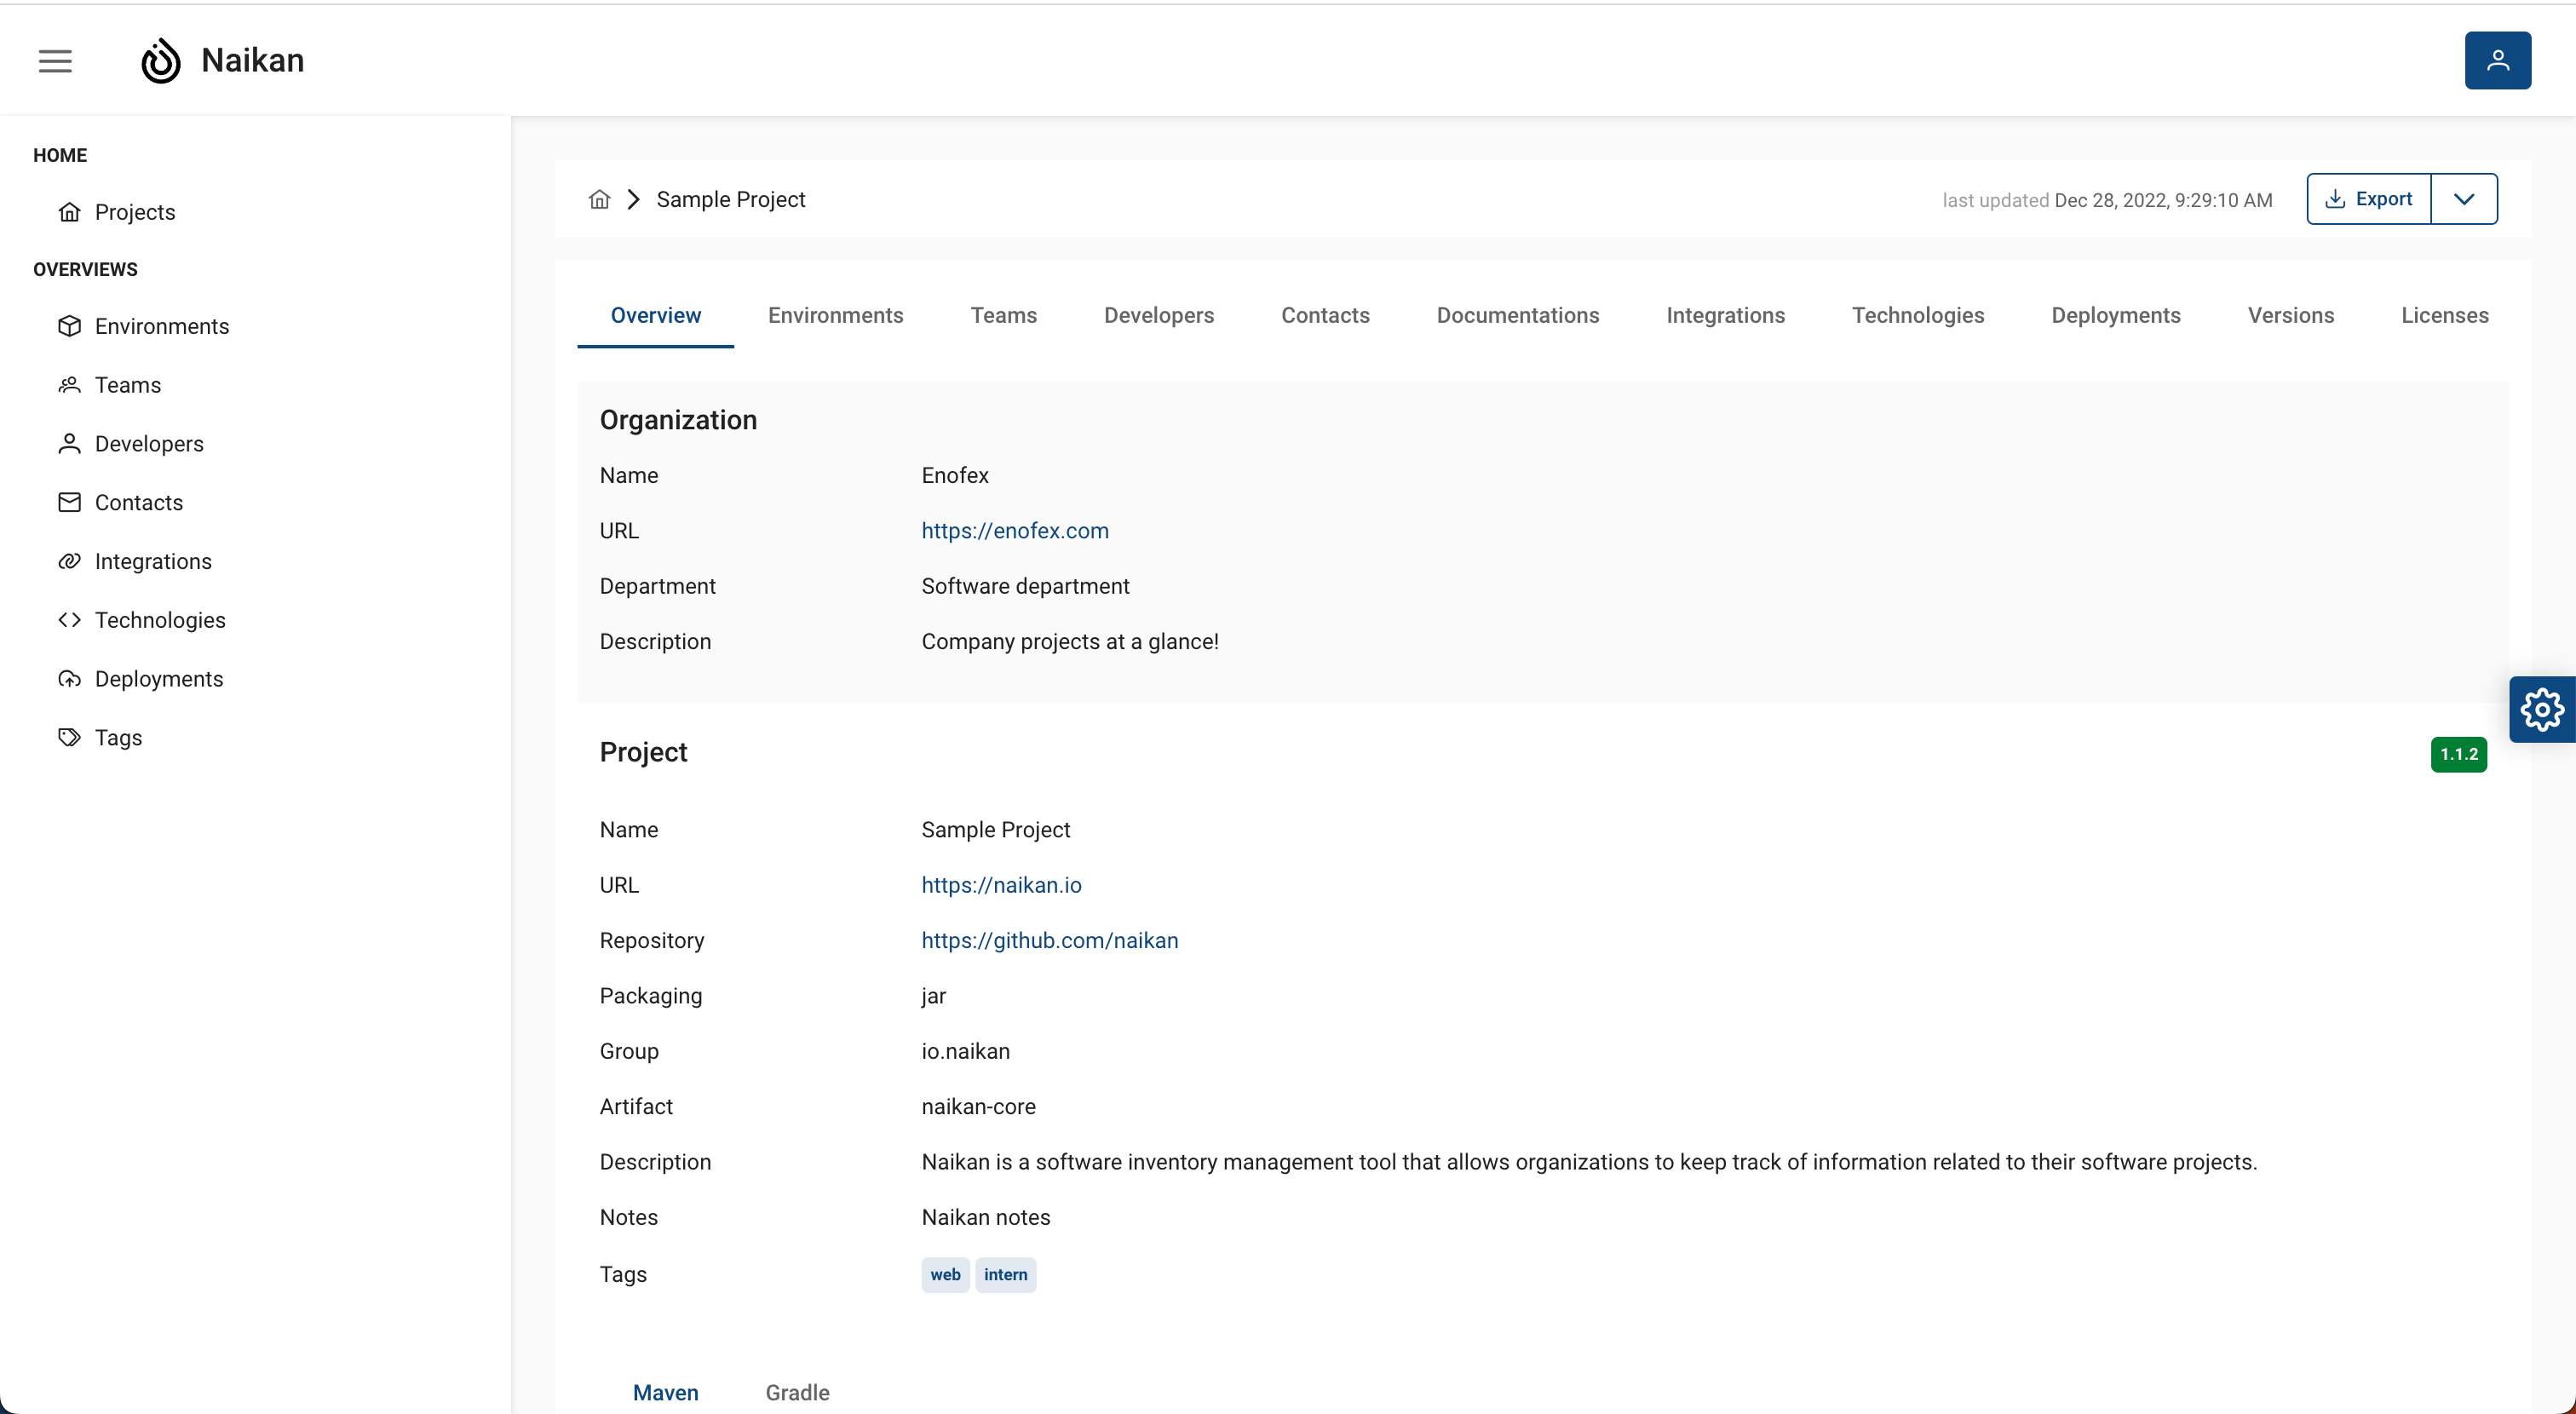 Naikan
HOME
Projects
OVERVIEWS
Environments
Teams
Developers
Contacts
Integrations
Technologies
Deployments
Tags
Sample Project
last updated Dec 28, 2022, 9:29:10 AM
Export
Overview Environments Teams Developers Contacts Documentations Integrations Technologies Deployments Versions Licenses
Organization
Name Enofex
URL https://enofex.com
Department Software department
Description Company projects at a glance!
Project 1.1.2
Name Sample Project
URL https://naikan.io
Repository https://github.com/naikan
Packaging jar
Group io.naikan
Artifact naikan-core
Description Naikan is a software inventory management tool that allows organizations to keep track of information related to their software projects.
Notes Naikan notes
Tags web intern
Maven Gradle